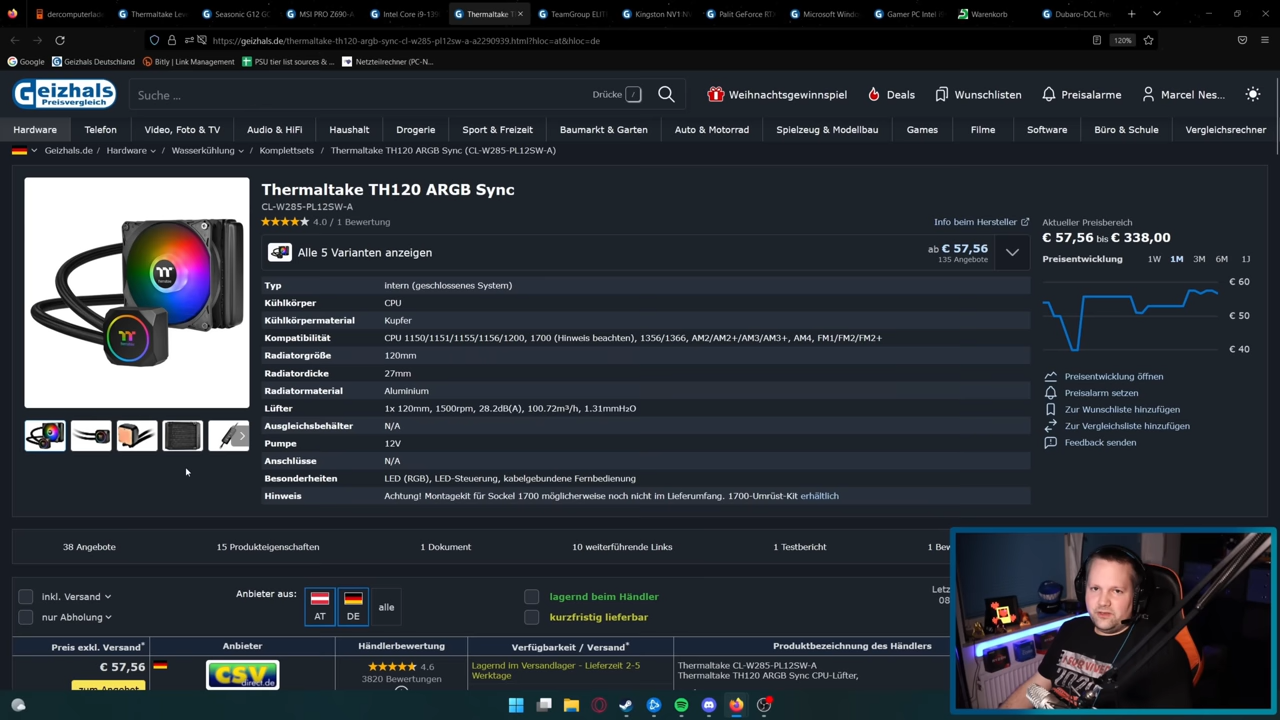 decomputerlade
Thermaltake Lev
Seasonic G12 GC
MSI PRO Z690-A
Intel Core i9-139
Thermaltake T
TeamGroup ELIT
Kingston NV1 NV
Palit GeForce RTX
Microsoft Windo
Gamer PC Intel i
Warenkorb
Dubaro-DCL Pre
https://geizhals.de/thermaltake-th120-argb-sync-cl-w285-pl12sw-a-a2290939.html?hloc=at&hloc=de
120%
Google
Geizhals Deutschland
Bitly | Link Management
PSU tier list sources & ...
Netzteilrechner (PC-N...
Geizhals
Preisvergleich
Suche ...
Drücke /
Weihnachtsgewinnspiel
Deals
Wunschlisten
Preisalarme
Marcel Nes...
Hardware
Telefon
Video, Foto & TV
Audio & HiFi
Haushalt
Drogerie
Sport & Freizeit
Baumarkt & Garten
Auto & Motorrad
Spielzeug & Modellbau
Games
Filme
Software
Büro & Schule
Vergleichsrechner
Geizhals.de / Hardware / Wasserkühlung / Komplettsets / Thermaltake TH120 ARGB Sync (CL-W285-PL12SW-A)
Thermaltake TH120 ARGB Sync
CL-W285-PL12SW-A
4.0 / 1 Bewertung
Info beim Hersteller
Alle 5 Varianten anzeigen
ab € 57,56
135 Angebote
Typ intern (geschlossenes System)
Kühlkörper CPU
Kühlkörpermaterial Kupfer
Kompatibilität CPU 1150/1151/1155/1156/1200, 1700 (Hinweis beachten), 1356/1366, AM2/AM2+/AM3/AM3+, AM4, FM1/FM2/FM2+
Radiatorgröße 120mm
Radiatordicke 27mm
Radiatormaterial Aluminium
Lüfter 1x 120mm, 1500rpm, 28.2dB(A), 100.72m³/h, 1.31mmH₂O
Ausgleichsbehälter N/A
Pumpe 12V
Anschlüsse N/A
Besonderheiten LED (RGB), LED-Steuerung, kabelgebundene Fernbedienung
Hinweis Achtung! Montagekit für Sockel 1700 möglicherweise noch nicht im Lieferumfang. 1700-Umrüst-Kit erhältlich
Aktueller Preisbereich
€ 57,56 bis € 338,00
Preisentwicklung 1W 1M 3M 6M 1J
€ 60
€ 50
€ 40
Preisentwicklung öffnen
Preisalarm setzen
Zur Wunschliste hinzufügen
Zur Vergleichsliste hinzufügen
Feedback senden
38 Angebote
15 Produkteigenschaften
1 Dokument
10 weiterführende Links
1 Testbericht
1 Bew
inkl. Versand
nur Abholung
Anbieter aus:
AT
DE
alle
lagernd beim Händler
kurzfristig lieferbar
Letz
08
Preis exkl. Versand*
Anbieter
Händlerbewertung
Verfügbarkeit / Versand*
Produktbezeichnung des Händlers
€ 57,56
zum Angebot
CSV
direct.de
4.6
3820 Bewertungen
Lagernd im Versandlager - Lieferzeit 2-5
Werktage
Thermaltake CL-W285-PL12SW-A
Thermaltake TH120 ARGB Sync CPU-Lüfter,